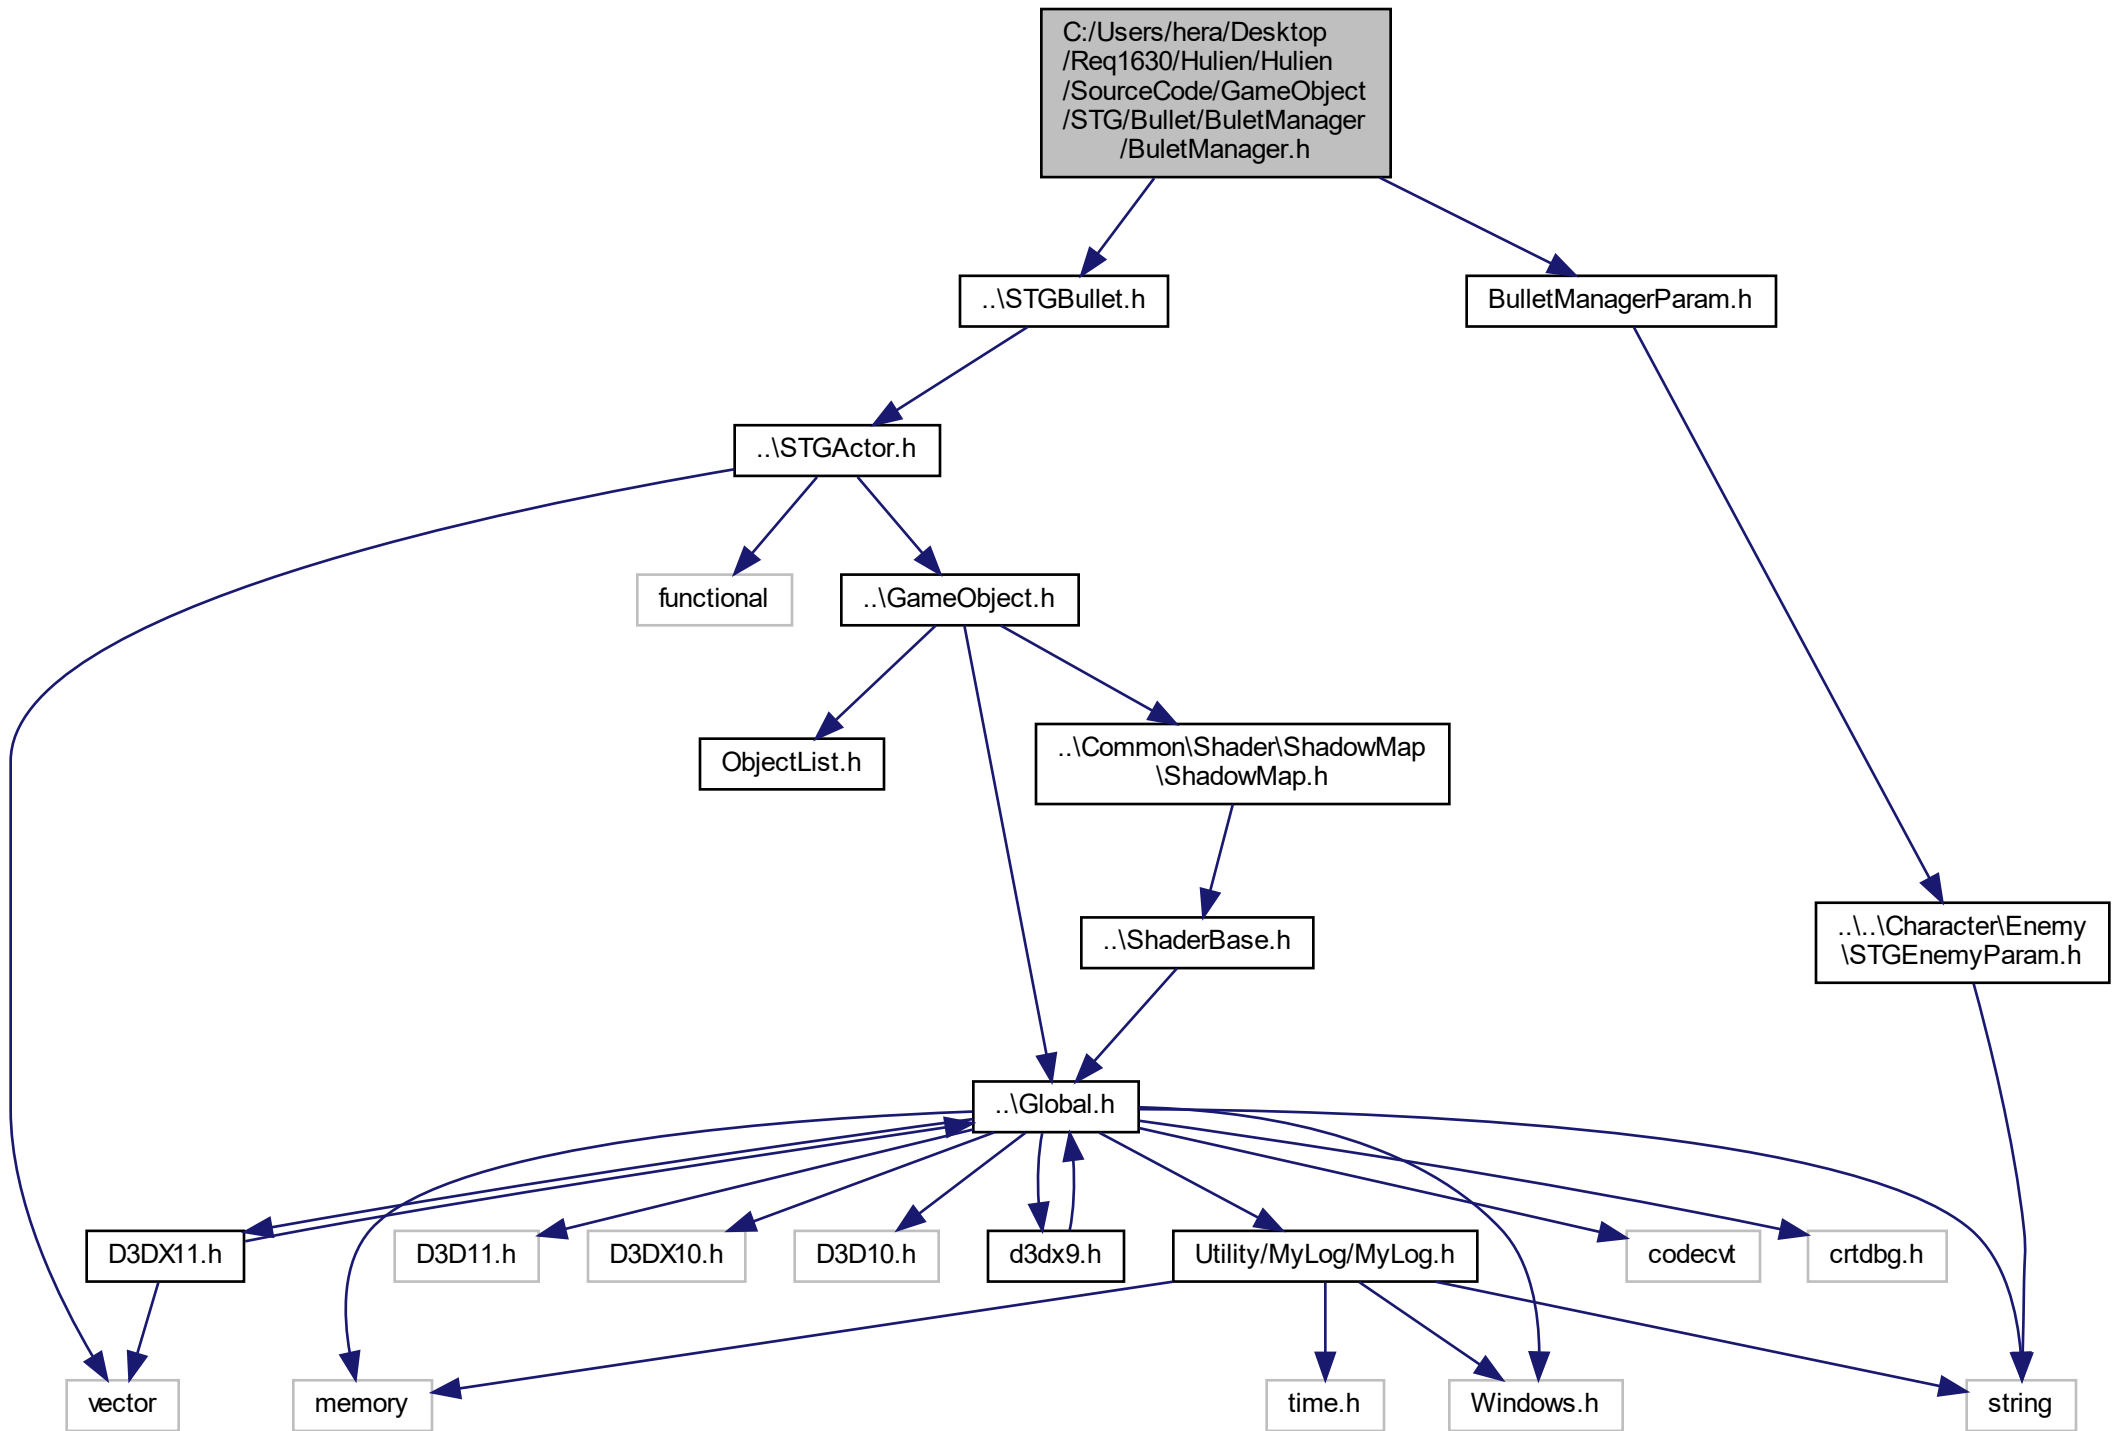 C:/Users/hera/Desktop
/Req1630/Hulien/Hulien
/SourceCode/GameObject
/STG/Bullet/BuletManager
/BuletManager.h
..\STGBullet.h
BulletManagerParam.h
..\STGActor.h
functional
..\GameObject.h
ObjectList.h
..\Common\Shader\ShadowMap
\ShadowMap.h
..\ShaderBase.h
..\..\Character\Enemy
\STGEnemyParam.h
..\Global.h
D3DX11.h
D3D11.h
D3DX10.h
D3D10.h
d3dx9.h
Utility/MyLog/MyLog.h
codecvt
crtdbg.h
vector
memory
time.h
Windows.h
string